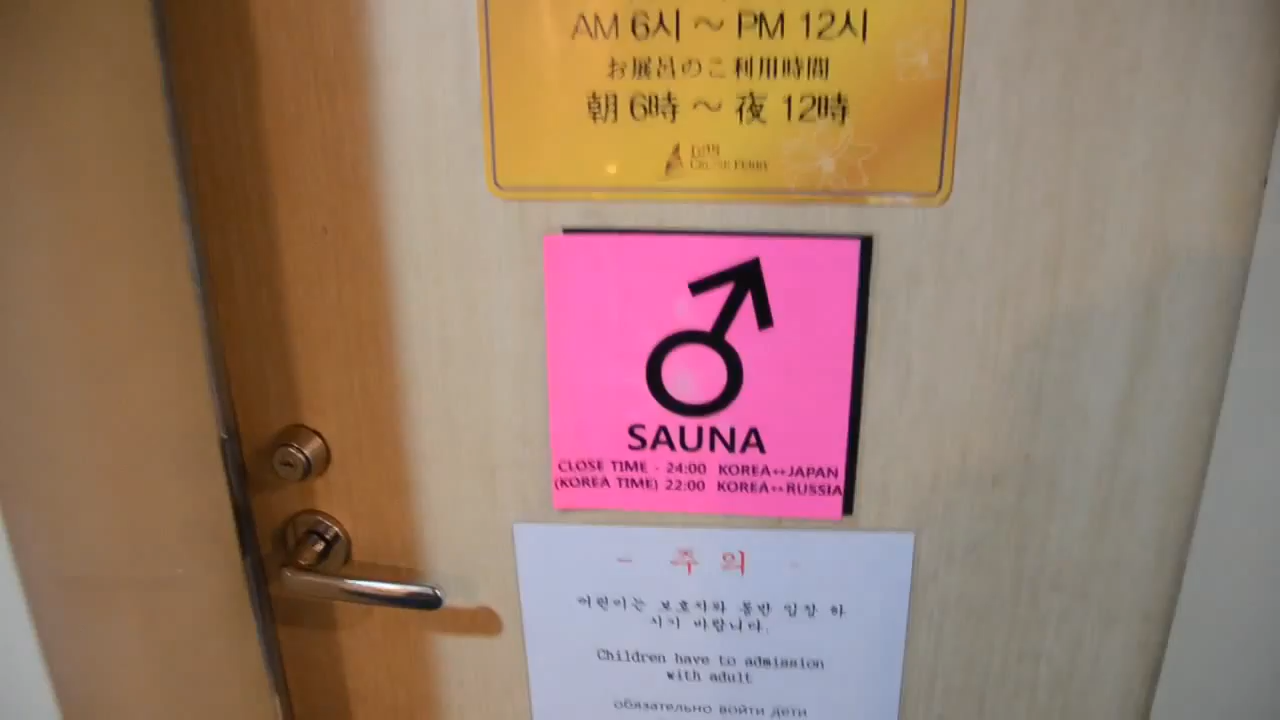 AM 6시 ~ PM 12시
お風呂のご利用時間
朝 6時 ~ 夜 12時
CRUISE FERRY
SAUNA
CLOSE TIME - 24:00 KOREA↔JAPAN
(KOREA TIME) 22:00 KOREA↔RUSSIA
- 주 의 -
어린이는 보호자와 동반 입장 하
시기 바랍니다.
Children have to admission
with adult
обязательно войти дети